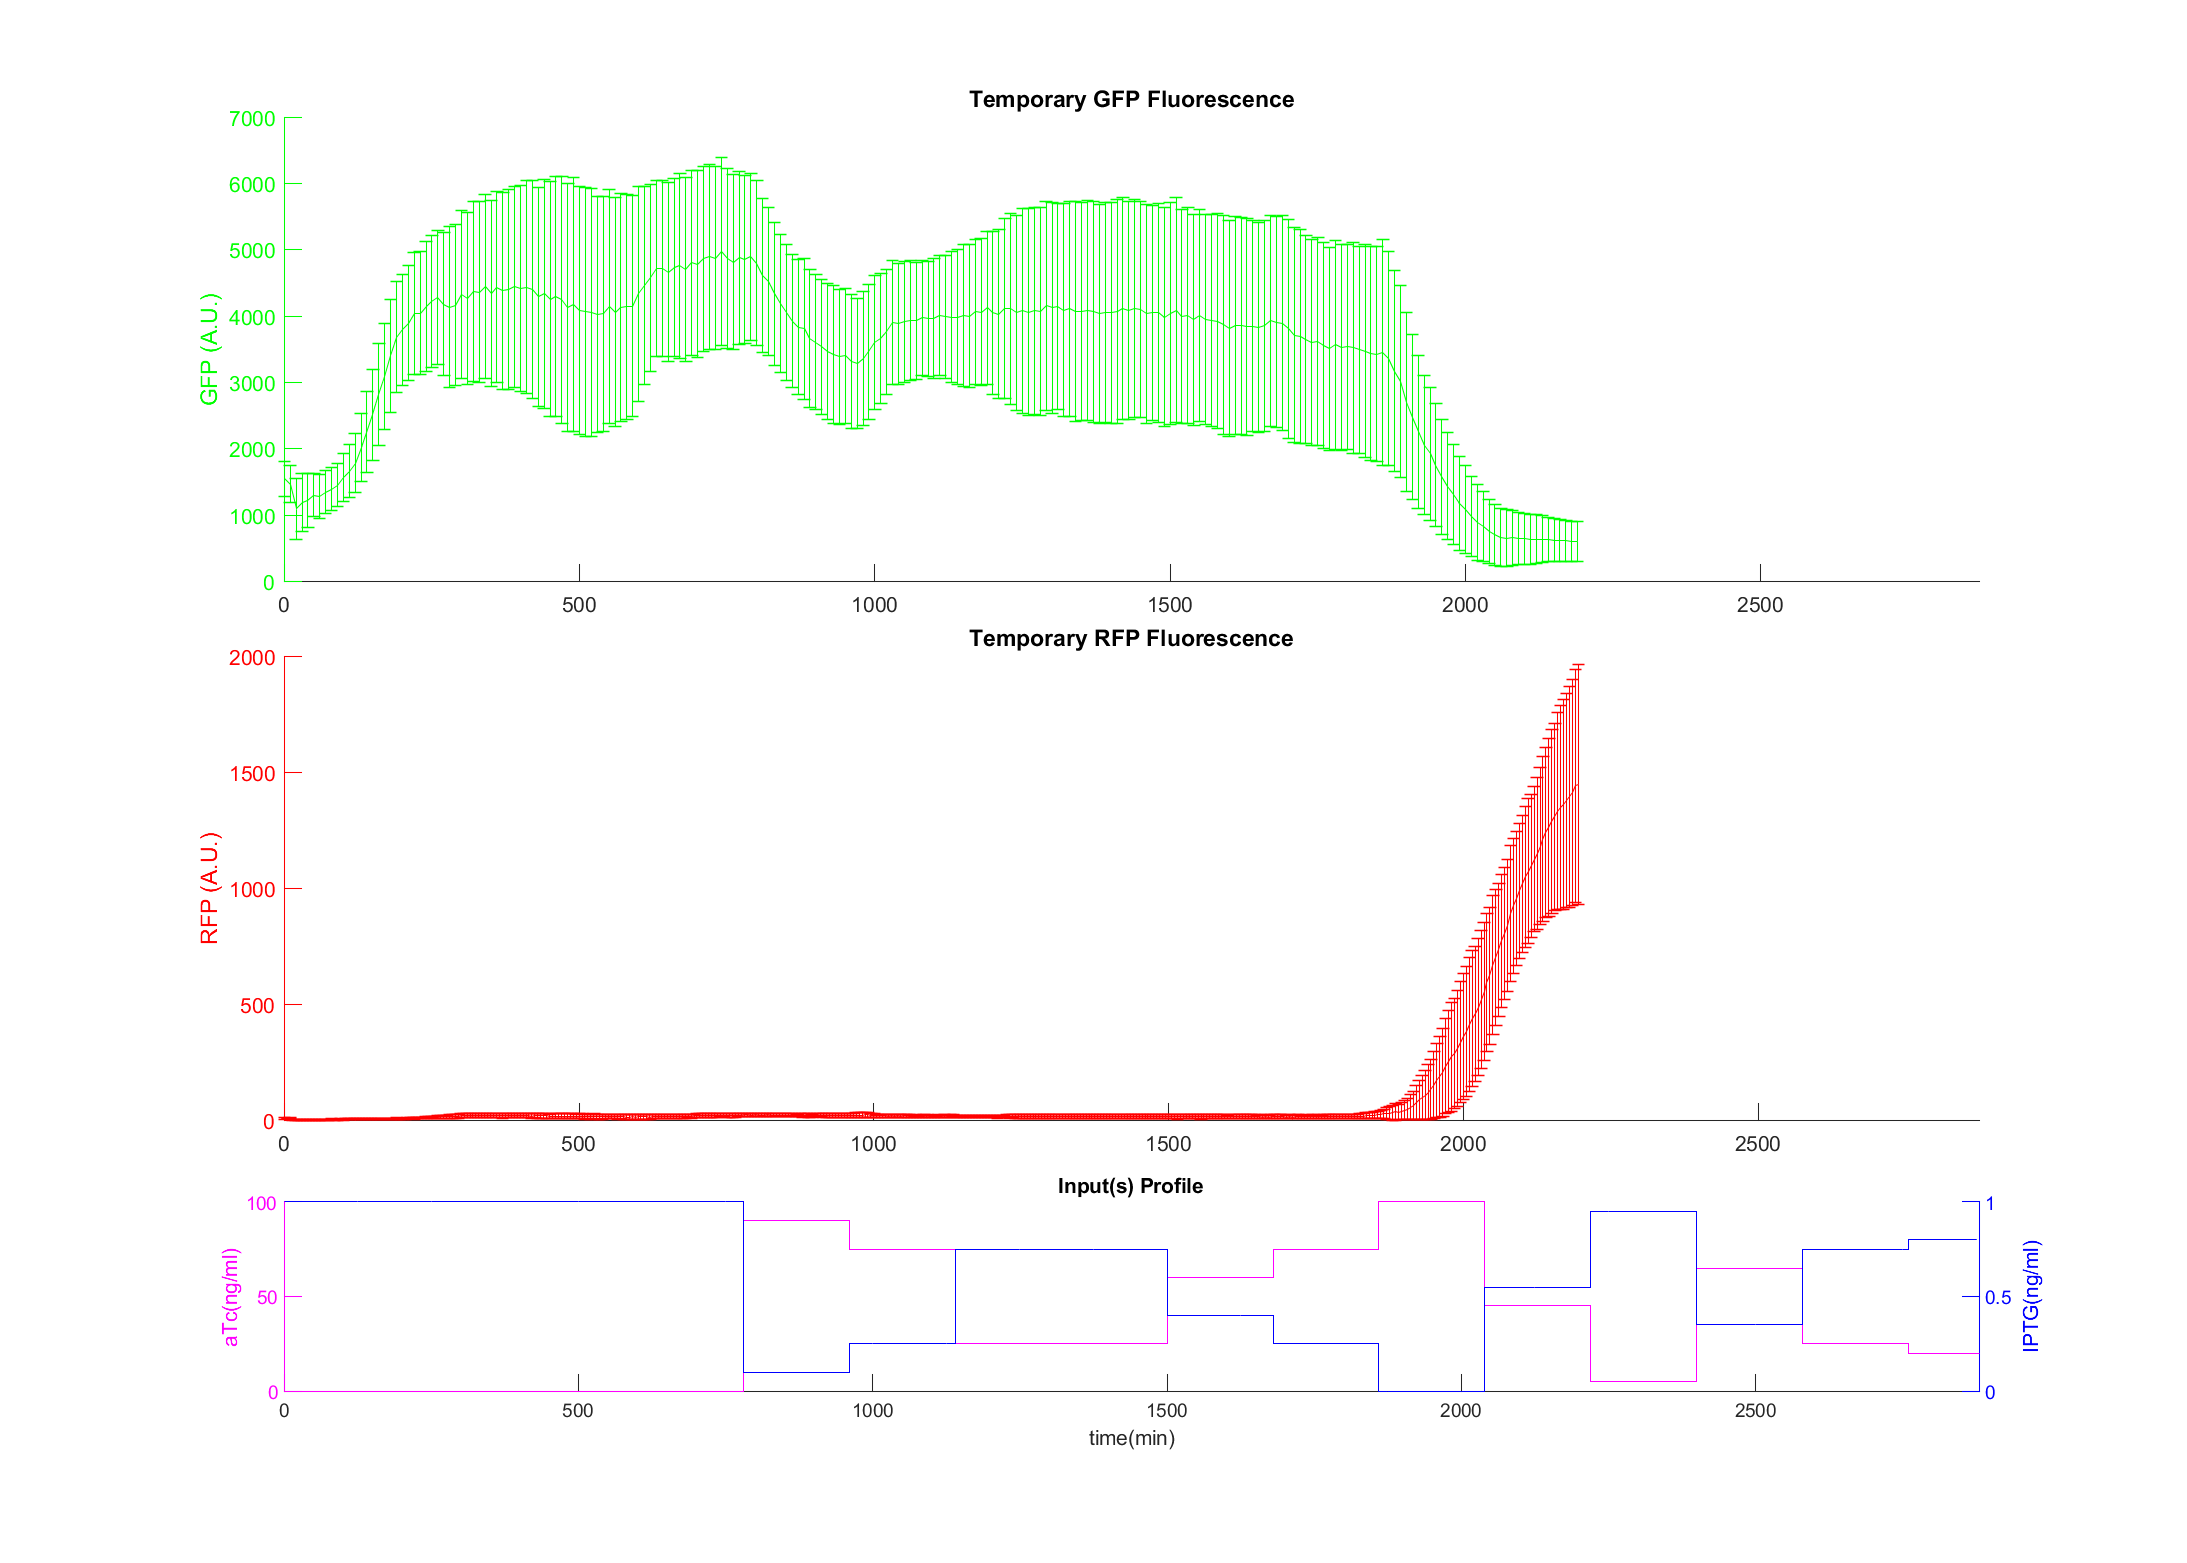 Temporary GFP Fluorescence
7000
6000
5000
4000
3000
2000
1000
0
GFP (A.U.)
0 500 1000 1500 2000 2500
Temporary RFP Fluorescence
2000
1500
1000
500
0
RFP (A.U.)
0 500 1000 1500 2000 2500
Input(s) Profile
100
50
0
aTc(ng/ml)
1
0.5
0
IPTG(ng/ml)
0 500 1000 1500 2000 2500
time(min)